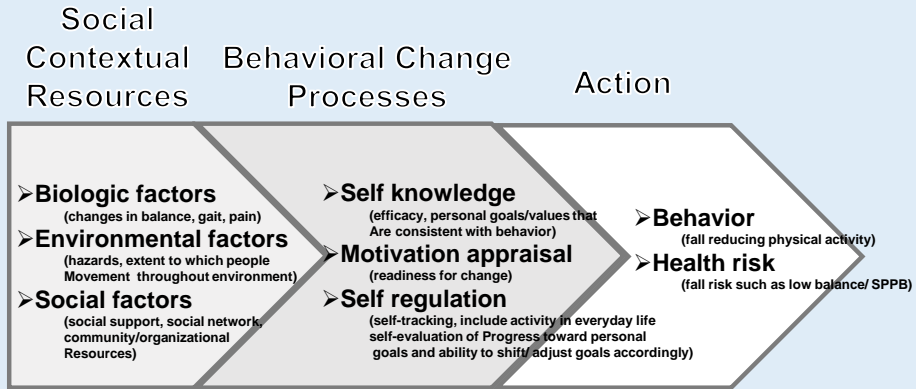 Social
Contextual
Resources
Behavioral Change
Processes
Action
➢Biologic factors
(changes in balance, gait, pain)
➢Environmental factors
(hazards, extent to which people
Movement throughout environment)
➢Social factors
(social support, social network,
community/organizational
Resources)
➢Self knowledge
(efficacy, personal goals/values that
Are consistent with behavior)
➢Motivation appraisal
(readiness for change)
➢Self regulation
(self-tracking, include activity in everyday life
self-evaluation of Progress toward personal
goals and ability to shift/ adjust goals accordingly)
➢Behavior
(fall reducing physical activity)
➢Health risk
(fall risk such as low balance/ SPPB)